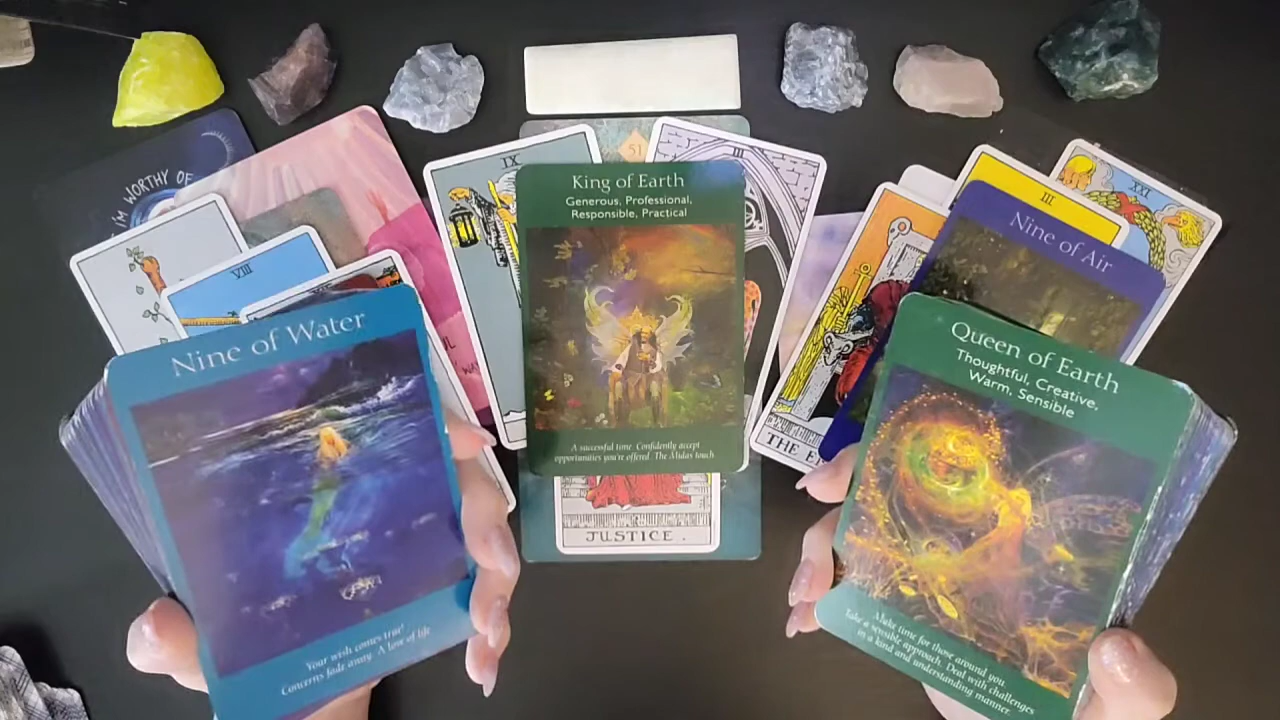 I'M WORTHY OF
VIII
Nine of Water
Your wish comes true!
Concerns fade away. A love of life
IX
51
III
King of Earth
Generous, Professional,
Responsible, Practical
A successful time. Confidently accept
opportunities you're offered. The Midas touch
JUSTICE.
THE
III
XXI
Nine of Air
Queen of Earth
Thoughtful, Creative,
Warm, Sensible
Make time for those around you.
Take a sensible approach. Deal with challenges
in a kind and understanding manner.